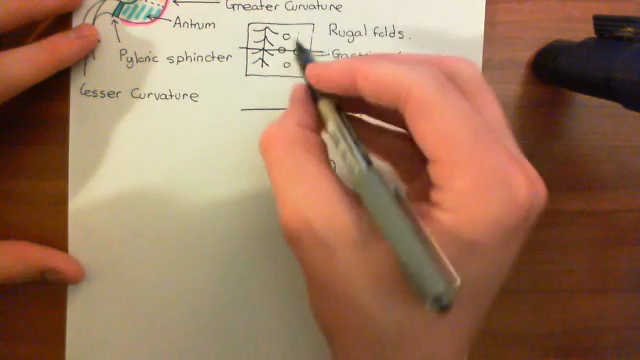 Greater Curvature
Antrum
Rugal folds.
Pyloric sphincter
Lesser Curvature